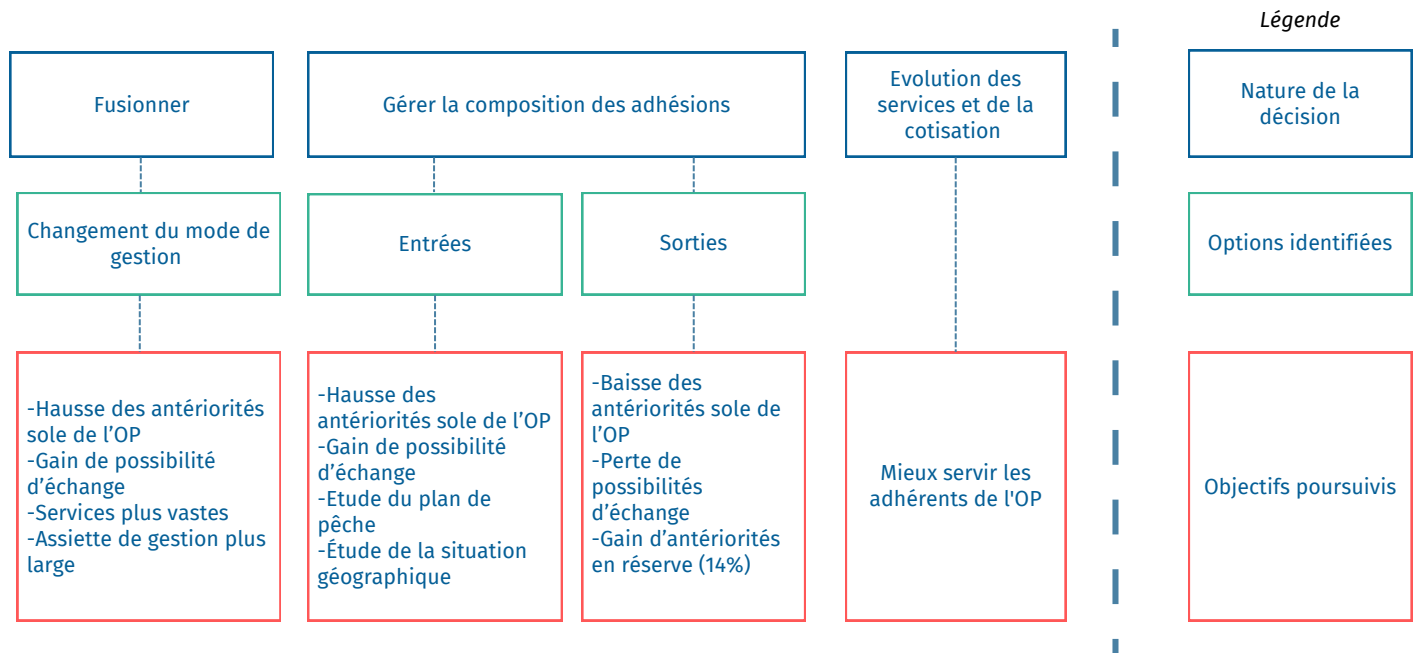 Légende
Fusionner
Gérer la composition des adhésions
Evolution des
services et de la
cotisation
Nature de la
décision
Changement du mode de
gestion
Entrées
Sorties
Options identifiées
-Hausse des antériorités
sole de l’OP
-Gain de possibilité
d’échange
-Services plus vastes
-Assiette de gestion plus
large
-Hausse des
antériorités sole de l’OP
-Gain de possibilité
d’échange
-Etude du plan de
pêche
-Étude de la situation
géographique
-Baisse des
antériorités sole de
l’OP
-Perte de
possibilités
d’échange
-Gain d’antériorités
en réserve (14%)
Mieux servir les
adhérents de l'OP
Objectifs poursuivis